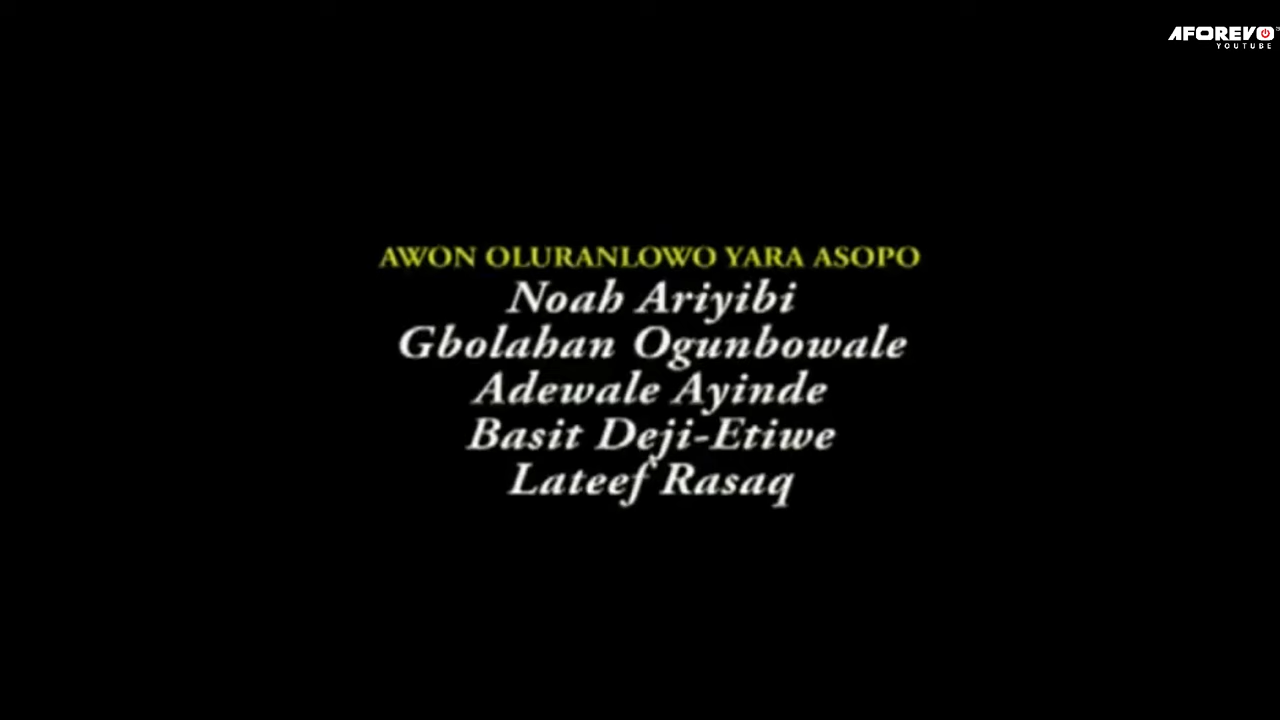 AFOREVO
YOUTUBE
AWON OLURANLOWO YARA ASOPO
Noah Ariyibi
Gbolahan Ogunbowale
Adewale Ayinde
Basit Deji-Etiwe
Lateef Rasaq